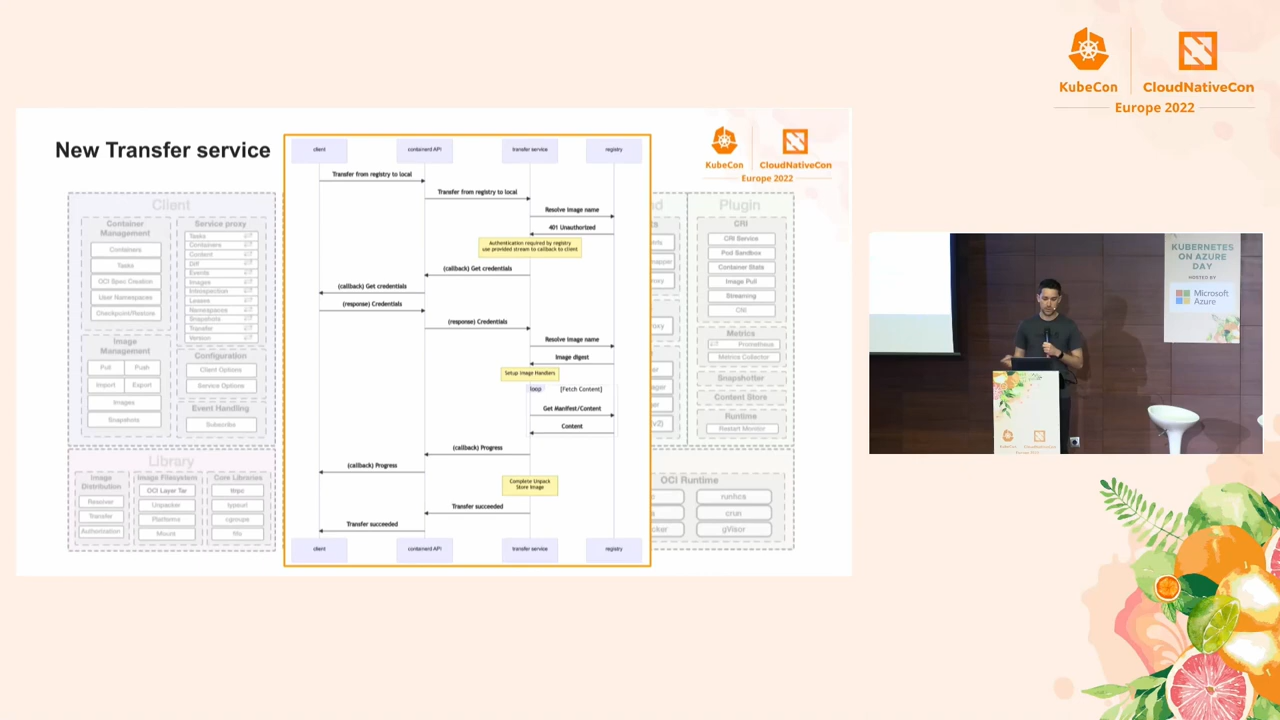 KubeCon
CloudNativeCon
Europe 2022
New Transfer service
KubeCon
CloudNativeCon
Europe 2022
client
containerd API
transfer service
registry
Transfer from registry to local
Transfer from registry to local
Resolve image name
401 Unauthorized
Authentication required by registry
use provided stream to callback to client
(callback) Get credentials
(callback) Get credentials
(response) Credentials
(response) Credentials
Resolve image name
Image digest
Setup Image Handlers
loop
[Fetch Content]
Get Manifest/Content
Content
(callback) Progress
(callback) Progress
Complete Unpack
Store Image
Transfer succeeded
Transfer succeeded
client
containerd API
transfer service
registry
Client
Container
Management
Containers
Tasks
OCI Spec Creation
User Namespaces
Checkpoint/Restore
Image
Management
Pull
Push
Import
Export
Images
Snapshots
Service proxy
Tasks
Containers
Content
Diff
Events
Images
Introspection
Leases
Namespaces
Snapshots
Transfer
Version
Configuration
Client Options
Service Options
Event Handling
Subscribe
Library
Image
Distribution
Resolver
Transfer
Authorization
Image Filesystem
OCI Layer Tar
Unpacker
Platforms
Mount
Core Libraries
ttrpc
typeurl
cgroups
fifo
Plugin
CRI
CRI Service
Pod Sandbox
Container Stats
Image Pull
Streaming
CNI
Metrics
Prometheus
Metrics Collector
Snapshotter
Content Store
Runtime
Restart Monitor
OCI Runtime
runhcs
crun
gVisor
KUBERNETES
ON AZURE
DAY
HOSTED BY
Microsoft
Azure